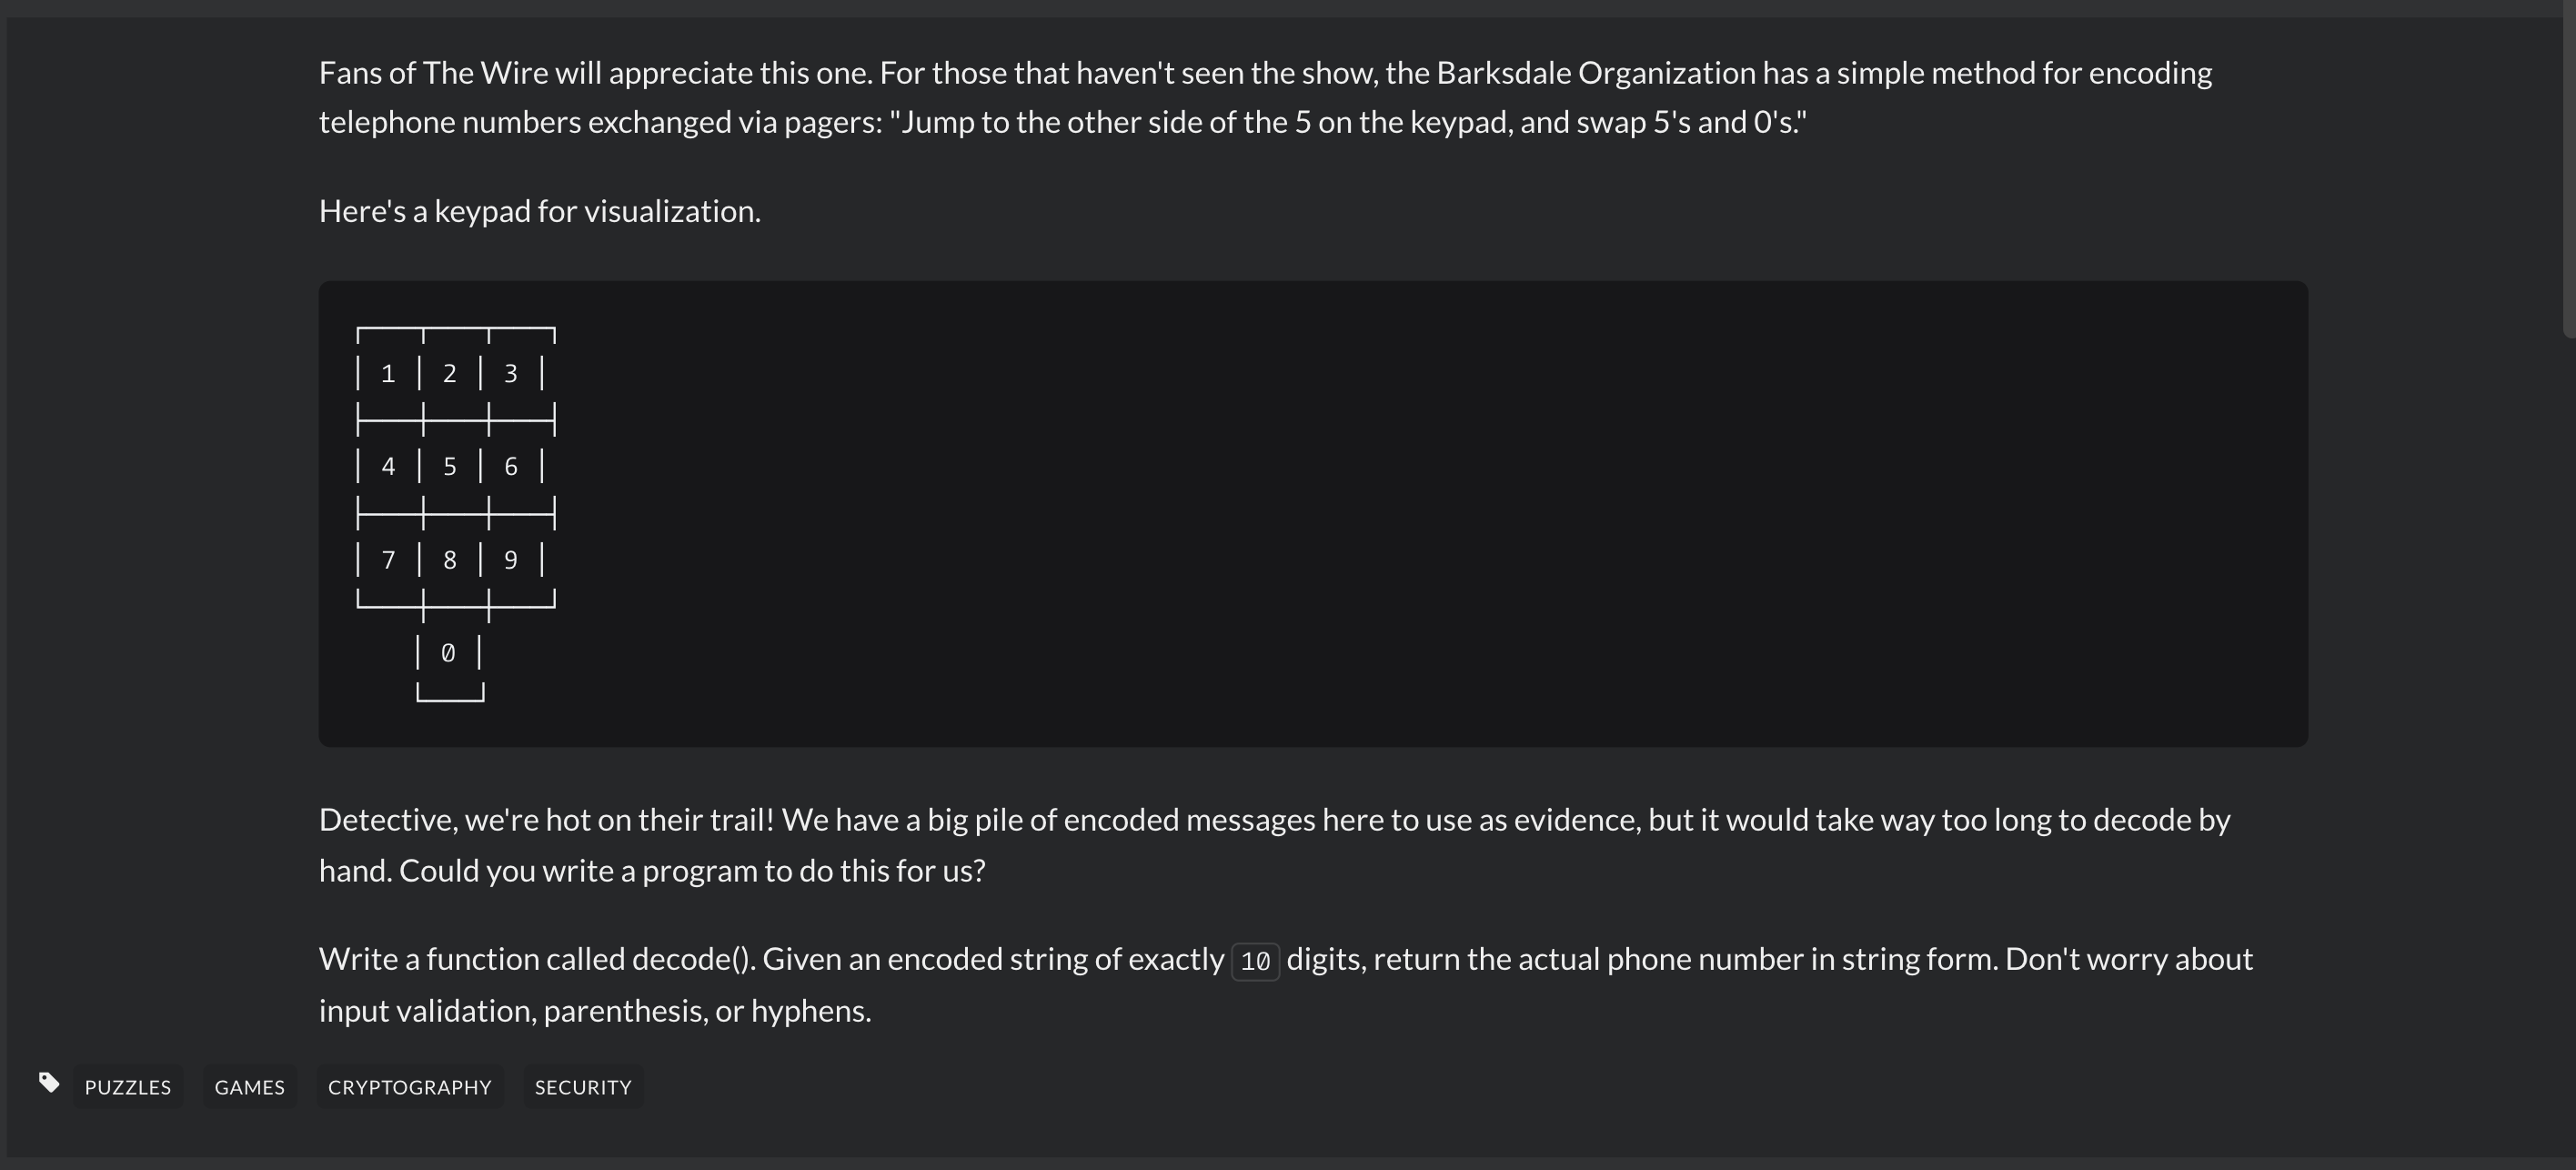 Fans of The Wire will appreciate this one. For those that haven't seen the show, the Barksdale Organization has a simple method for encoding
telephone numbers exchanged via pagers: "Jump to the other side of the 5 on the keypad, and swap 5's and 0's."
Here's a keypad for visualization.
┌───┬───┬───┐
│ 1 │ 2 │ 3 │
├───┼───┼───┤
│ 4 │ 5 │ 6 │
├───┼───┼───┤
│ 7 │ 8 │ 9 │
└───┼───┼───┘
    │ 0 │
    └───┘
Detective, we're hot on their trail! We have a big pile of encoded messages here to use as evidence, but it would take way too long to decode by
hand. Could you write a program to do this for us?
Write a function called decode(). Given an encoded string of exactly 10 digits, return the actual phone number in string form. Don't worry about
input validation, parenthesis, or hyphens.
PUZZLES GAMES CRYPTOGRAPHY SECURITY